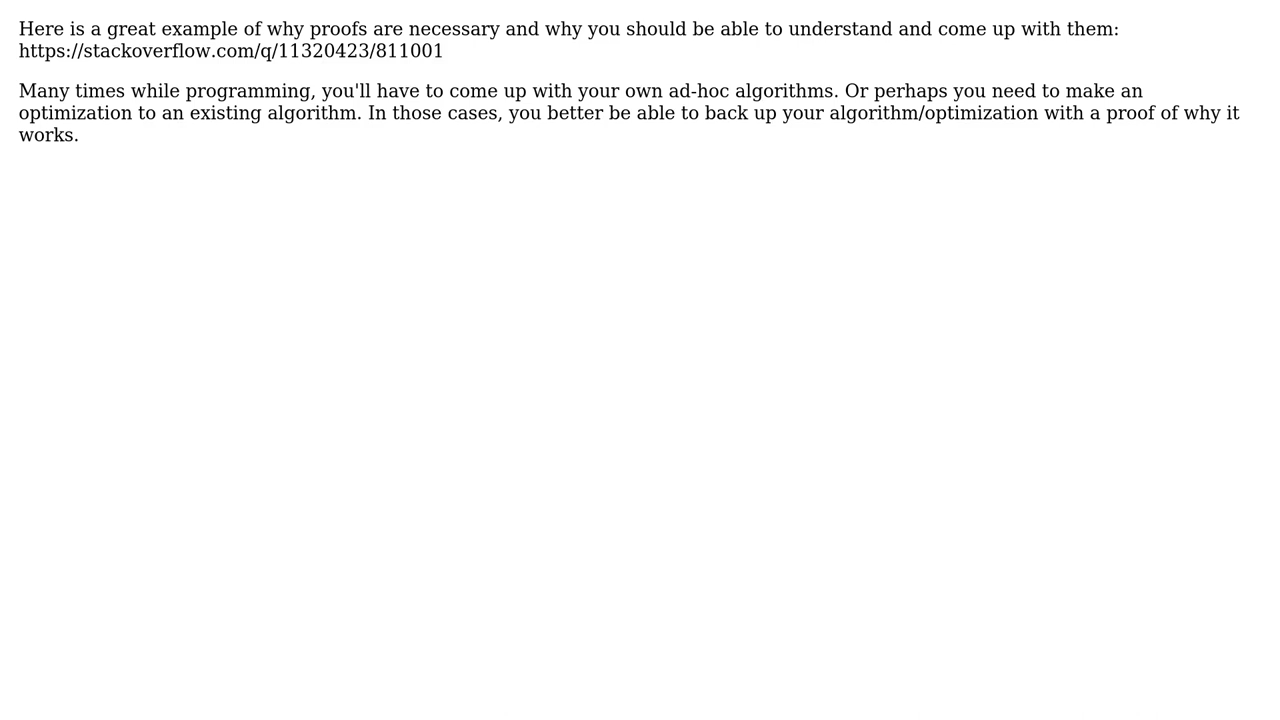 Here is a great example of why proofs are necessary and why you should be able to understand and come up with them:
https://stackoverflow.com/q/11320423/811001
Many times while programming, you'll have to come up with your own ad-hoc algorithms. Or perhaps you need to make an
optimization to an existing algorithm. In those cases, you better be able to back up your algorithm/optimization with a proof of why it
works.